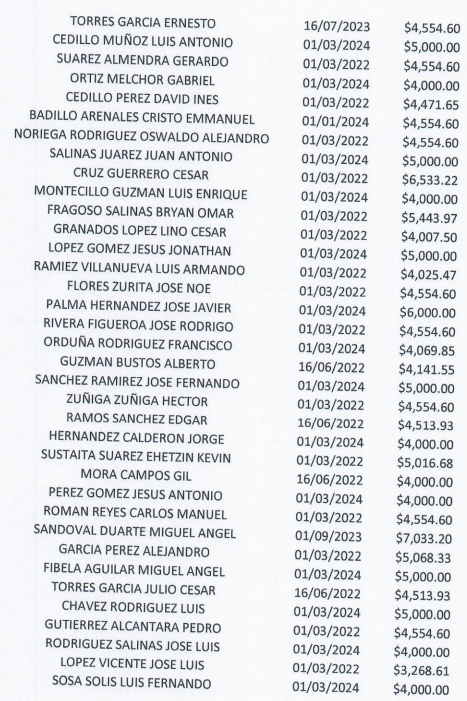 TORRES GARCIA ERNESTO 16/07/2023 $4,554.60
CEDILLO MUÑOZ LUIS ANTONIO 01/03/2024 $5,000.00
SUAREZ ALMENDRA GERARDO 01/03/2022 $4,554.60
ORTIZ MELCHOR GABRIEL 01/03/2024 $4,000.00
CEDILLO PEREZ DAVID INES 01/03/2022 $4,471.65
BADILLO ARENALES CRISTO EMMANUEL 01/01/2024 $4,554.60
NORIEGA RODRIGUEZ OSWALDO ALEJANDRO 01/03/2022 $4,554.60
SALINAS JUAREZ JUAN ANTONIO 01/03/2024 $5,000.00
CRUZ GUERRERO CESAR 01/03/2022 $6,533.22
MONTECILLO GUZMAN LUIS ENRIQUE 01/03/2024 $4,000.00
FRAGOSO SALINAS BRYAN OMAR 01/03/2022 $5,443.97
GRANADOS LOPEZ LINO CESAR 01/03/2022 $4,007.50
LOPEZ GOMEZ JESUS JONATHAN 01/03/2024 $5,000.00
RAMIEZ VILLANUEVA LUIS ARMANDO 01/03/2022 $4,025.47
FLORES ZURITA JOSE NOE 01/03/2022 $4,554.60
PALMA HERNANDEZ JOSE JAVIER 01/03/2024 $6,000.00
RIVERA FIGUEROA JOSE RODRIGO 01/03/2022 $4,554.60
ORDUÑA RODRIGUEZ FRANCISCO 01/03/2024 $4,069.85
GUZMAN BUSTOS ALBERTO 16/06/2022 $4,141.55
SANCHEZ RAMIREZ JOSE FERNANDO 01/03/2024 $5,000.00
ZUÑIGA ZUÑIGA HECTOR 01/03/2022 $4,554.60
RAMOS SANCHEZ EDGAR 16/06/2022 $4,513.93
HERNANDEZ CALDERON JORGE 01/03/2024 $4,000.00
SUSTAITA SUAREZ EHETZIN KEVIN 01/03/2022 $5,016.68
MORA CAMPOS GIL 16/06/2022 $4,000.00
PEREZ GOMEZ JESUS ANTONIO 01/03/2024 $4,000.00
ROMAN REYES CARLOS MANUEL 01/03/2022 $4,554.60
SANDOVAL DUARTE MIGUEL ANGEL 01/09/2023 $7,033.20
GARCIA PEREZ ALEJANDRO 01/03/2022 $5,068.33
FIBELA AGUILAR MIGUEL ANGEL 01/03/2024 $5,000.00
TORRES GARCIA JULIO CESAR 16/06/2022 $4,513.93
CHAVEZ RODRIGUEZ LUIS 01/03/2024 $5,000.00
GUTIERREZ ALCANTARA PEDRO 01/03/2022 $4,554.60
RODRIGUEZ SALINAS JOSE LUIS 01/03/2024 $4,000.00
LOPEZ VICENTE JOSE LUIS 01/03/2022 $3,268.61
SOSA SOLIS LUIS FERNANDO 01/03/2024 $4,000.00